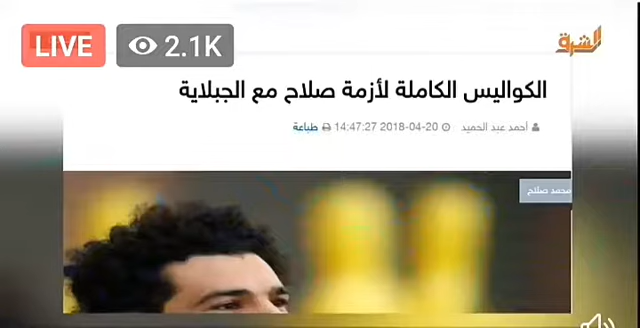 LIVE 2.1K
الشرق
الكواليس الكاملة لأزمة صلاح مع الجبلاية
أحمد عبد الحميد 2018-04-20 14:47:27 طباعة
محمد صلاح